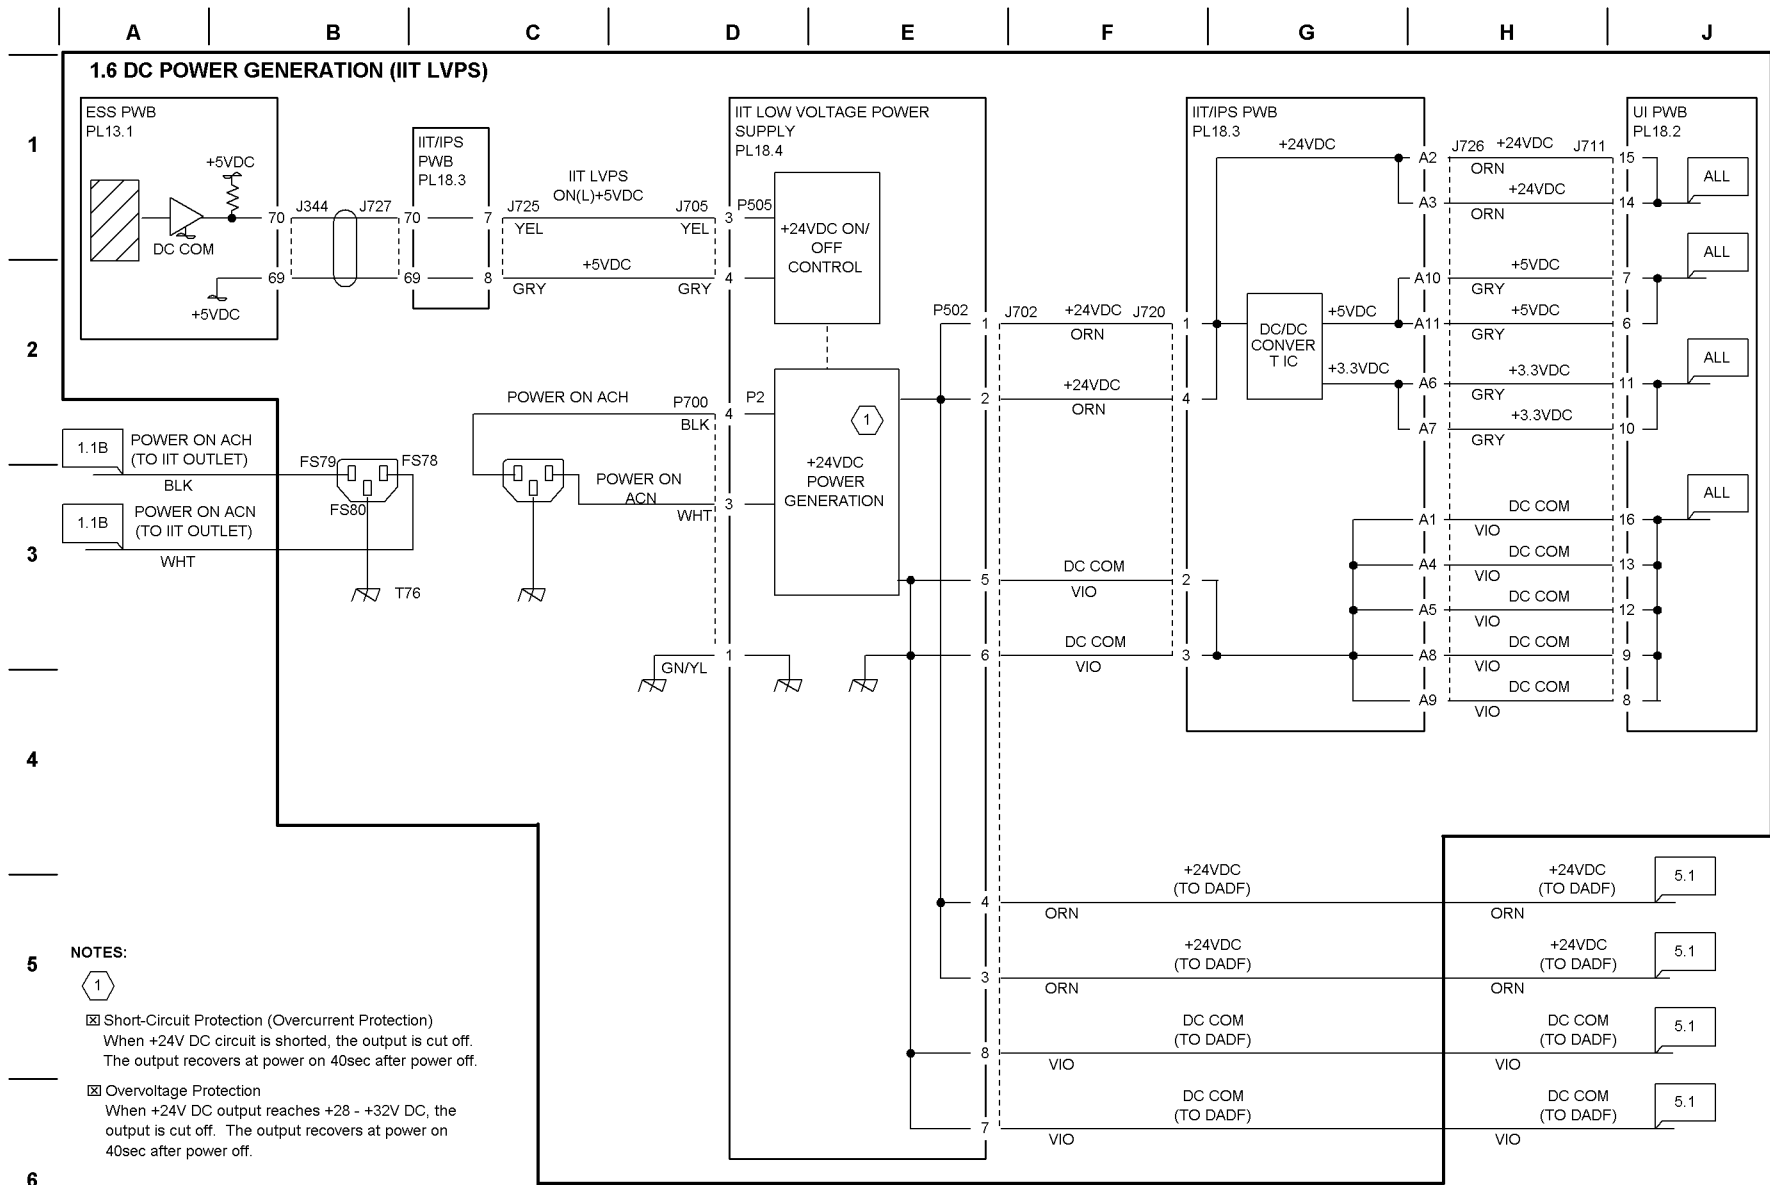 A B C D E F G H J
1
2
3
4
5
6
1.6 DC POWER GENERATION (IIT LVPS)
ESS PWB
PL13.1
+5VDC
DC COM
70
69
+5VDC
J344 J727
IIT/IPS
PWB
PL18.3
70 7
69 8
J725
IIT LVPS
ON(L)+5VDC
J705
YEL YEL
+5VDC
GRY GRY
IIT LOW VOLTAGE POWER
SUPPLY
PL18.4
3 P505
4
+24VDC ON/
OFF
CONTROL
POWER ON ACH
P700
BLK
4 P2
POWER ON
ACN
WHT
3
1
+24VDC
POWER
GENERATION
1
GN/YL
1.1B
POWER ON ACH
(TO IIT OUTLET)
BLK
1.1B
POWER ON ACN
(TO IIT OUTLET)
WHT
FS79 FS78
FS80
T76
P502
1
2
5
6
4
3
8
7
J702 +24VDC J720
ORN
+24VDC
ORN
DC COM
VIO
DC COM
VIO
IIT/IPS PWB
PL18.3
1
4
2
3
+24VDC
DC/DC
CONVER
T IC
+5VDC
+3.3VDC
A2
A3
A10
A11
A6
A7
A1
A4
A5
A8
A9
J726 +24VDC J711
ORN
+24VDC
ORN
+5VDC
GRY
+5VDC
GRY
+3.3VDC
GRY
+3.3VDC
GRY
DC COM
VIO
DC COM
VIO
DC COM
VIO
DC COM
VIO
DC COM
VIO
UI PWB
PL18.2
15
14
7
6
11
10
16
13
12
9
8
ALL
ALL
ALL
ALL
+24VDC
(TO DADF)
ORN
+24VDC
(TO DADF)
ORN
5.1
+24VDC
(TO DADF)
ORN
+24VDC
(TO DADF)
ORN
5.1
DC COM
(TO DADF)
VIO
DC COM
(TO DADF)
VIO
5.1
DC COM
(TO DADF)
VIO
DC COM
(TO DADF)
VIO
5.1
NOTES:
1
Short-Circuit Protection (Overcurrent Protection)
When +24V DC circuit is shorted, the output is cut off.
The output recovers at power on 40sec after power off.
Overvoltage Protection
When +24V DC output reaches +28 - +32V DC, the
output is cut off. The output recovers at power on
40sec after power off.